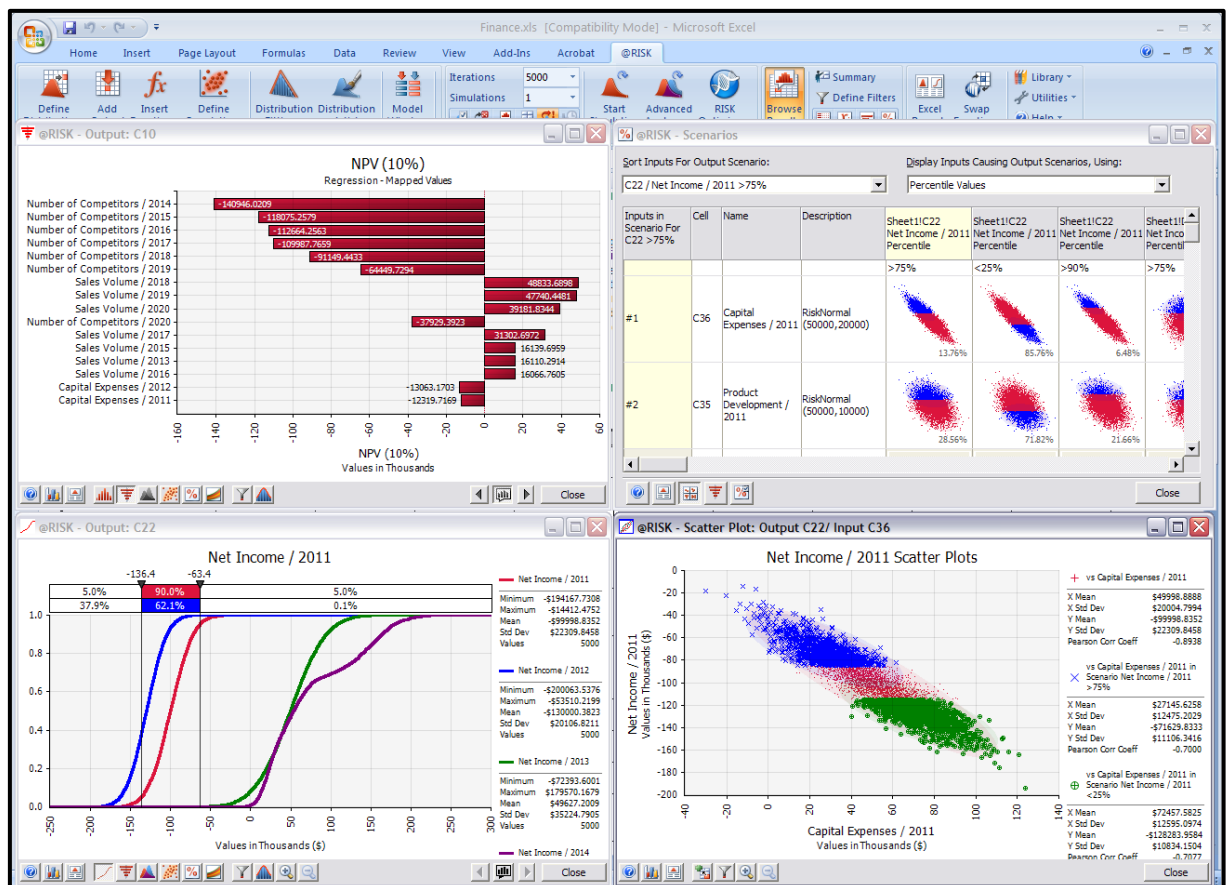 Finance.xls [Compatibility Mode] - Microsoft Excel
Home Insert Page Layout Formulas Data Review View Add-Ins Acrobat @RISK
Iterations 5000
Simulations 1
Summary
Define Filters
Library
Utilities
Help
Define Add Insert Define Distribution Distribution Model Start Advanced RISK Browse Excel Swap
@RISK - Output: C10
NPV (10%)
Regression - Mapped Values
Number of Competitors / 2014 -140946.0209
Number of Competitors / 2015 -118075.2579
Number of Competitors / 2016 -112664.2563
Number of Competitors / 2017 -109987.7659
Number of Competitors / 2018 -91149.4433
Number of Competitors / 2019 -64449.7294
Sales Volume / 2018 48833.6898
Sales Volume / 2019 47740.4481
Sales Volume / 2020 39181.8344
Number of Competitors / 2020 -37929.3923
Sales Volume / 2017 31302.6972
Sales Volume / 2015 16139.6959
Sales Volume / 2013 16110.2914
Sales Volume / 2016 16066.7605
Capital Expenses / 2012 -13063.1703
Capital Expenses / 2011 -12319.7169
-160 -140 -120 -100 -80 -60 -40 -20 0 20 40 60
NPV (10%)
Values in Thousands
Close
@RISK - Scenarios
Sort Inputs For Output Scenario:
Display Inputs Causing Output Scenarios, Using:
C22 / Net Income / 2011 >75%
Percentile Values
Inputs in Scenario For C22 >75%
Cell
Name
Description
Sheet1!C22 Net Income / 2011 Percentile
Sheet1!C22 Net Income / 2011 Percentile
Sheet1!C22 Net Income / 2011 Percentile
>75% <25% >90% >75%
#1 C36 Capital Expenses / 2011 RiskNormal (50000,20000) 13.76% 85.76% 6.48%
#2 C35 Product Development / 2011 RiskNormal (50000,10000) 28.56% 71.82% 21.66%
Close
@RISK - Output: C22
Net Income / 2011
-136.4 -63.4
5.0% 90.0% 5.0%
37.9% 62.1% 0.1%
1.0
0.8
0.6
0.4
0.2
0.0
-250 -200 -150 -100 -50 0 50 100 150 200 250 300
Values in Thousands ($)
Net Income / 2011
Minimum -$194167.7308
Maximum -$14412.4752
Mean -$99998.8352
Std Dev $22309.8458
Values 5000
Net Income / 2012
Minimum -$200063.5376
Maximum -$53510.2199
Mean -$130000.3823
Std Dev $20106.8211
Values 5000
Net Income / 2013
Minimum -$72393.6001
Maximum $179570.1679
Mean $49627.2009
Std Dev $35224.7905
Values 5000
Net Income / 2014
Close
@RISK - Scatter Plot: Output C22/ Input C36
Net Income / 2011 Scatter Plots
0
-20
-40
-60
-80
-100
-120
-140
-160
-180
-200
Net Income / 2011
Values in Thousands ($)
-40 -20 0 20 40 60 80 100 120 140
Capital Expenses / 2011
Values in Thousands ($)
vs Capital Expenses / 2011
X Mean $49998.8888
X Std Dev $20004.7994
Y Mean -$99998.8352
Y Std Dev $22309.8458
Pearson Corr Coeff -0.8938
vs Capital Expenses / 2011 in
Scenario Net Income / 2011
>75%
X Mean $27145.6258
X Std Dev $12475.2029
Y Mean -$71629.8333
Y Std Dev $11106.3416
Pearson Corr Coeff -0.7000
vs Capital Expenses / 2011 in
Scenario Net Income / 2011
<25%
X Mean $72457.5825
X Std Dev $12595.0974
Y Mean -$128283.9584
Y Std Dev $10834.1504
Pearson Corr Coeff -0.7077
Close